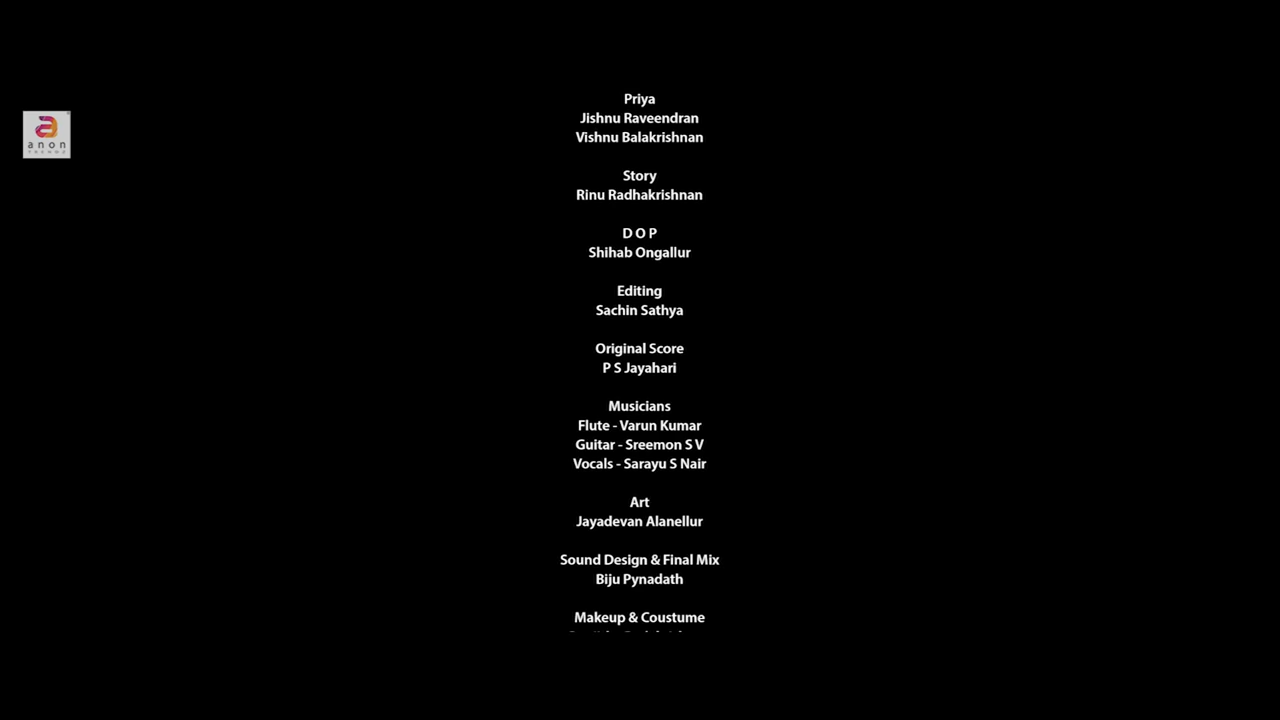 anon
Priya
Jishnu Raveendran
Vishnu Balakrishnan
Story
Rinu Radhakrishnan
D O P
Shihab Ongallur
Editing
Sachin Sathya
Original Score
P S Jayahari
Musicians
Flute - Varun Kumar
Guitar - Sreemon S V
Vocals - Sarayu S Nair
Art
Jayadevan Alanellur
Sound Design & Final Mix
Biju Pynadath
Makeup & Coustume